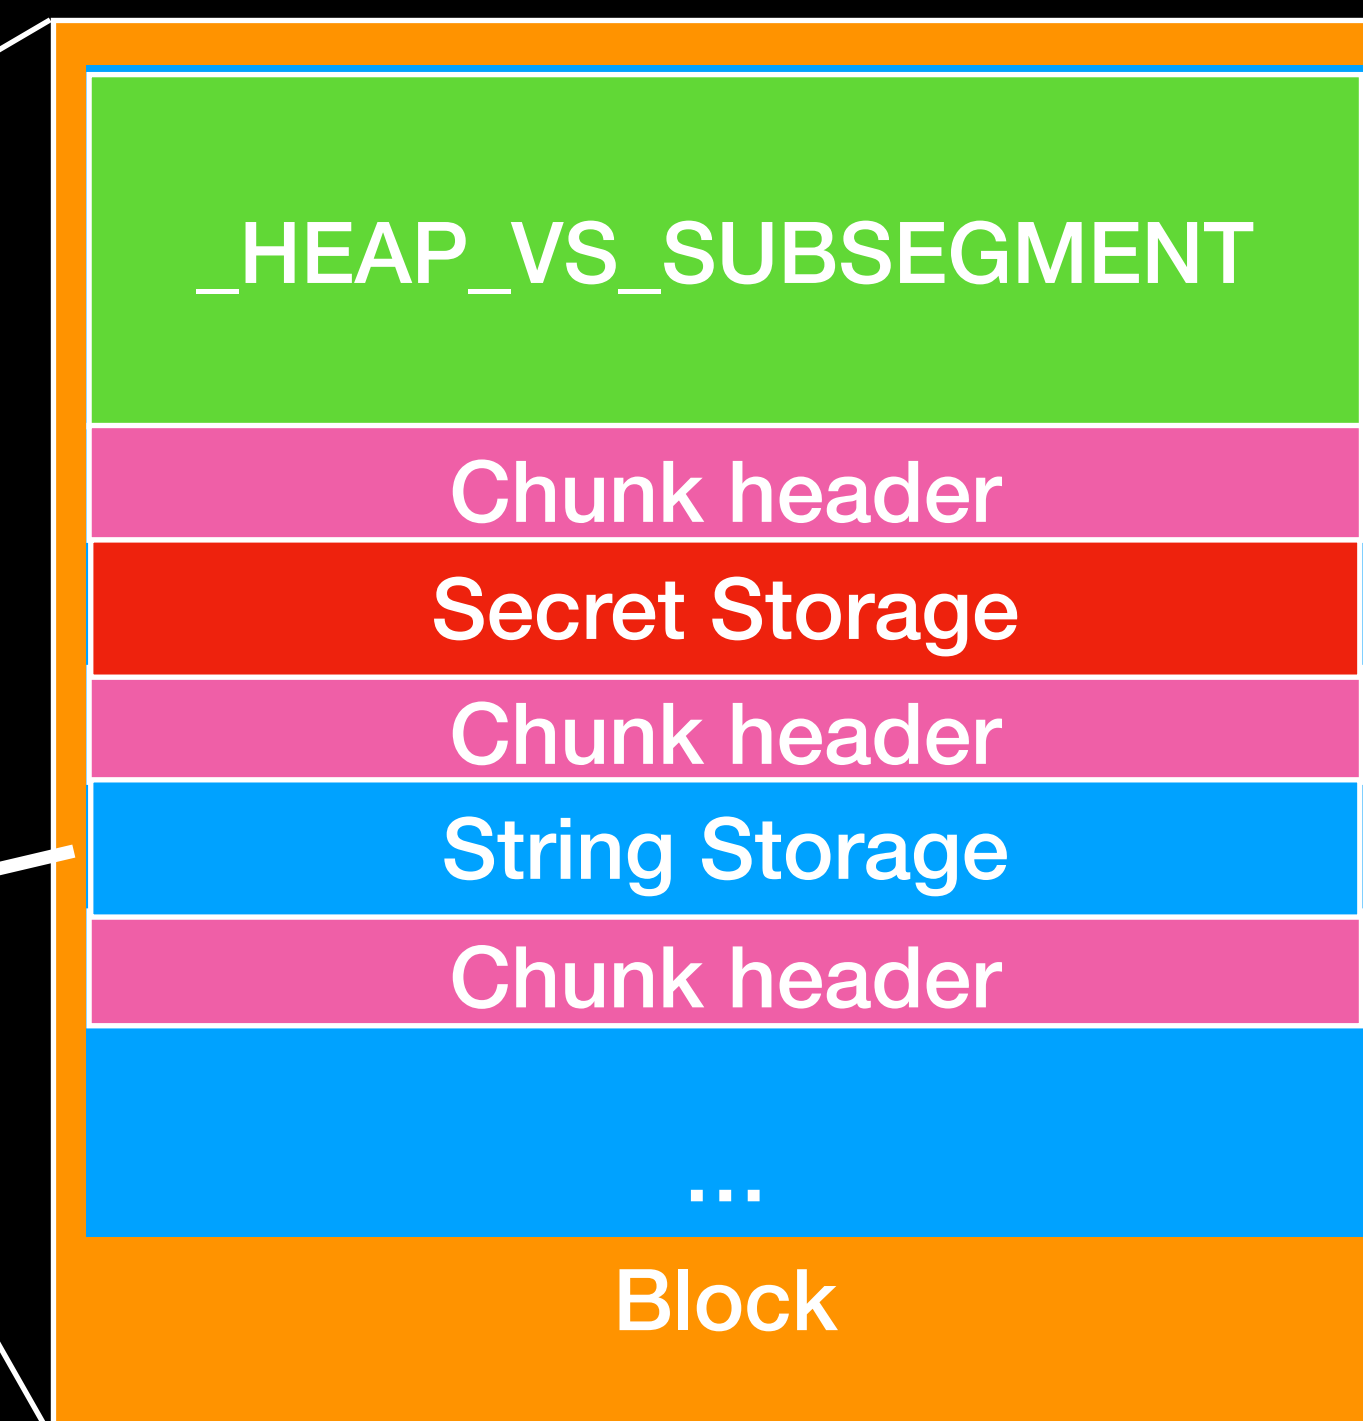 _HEAP_VS_SUBSEGMENT
Chunk header
Secret Storage
Chunk header
String Storage
Chunk header
...
Block